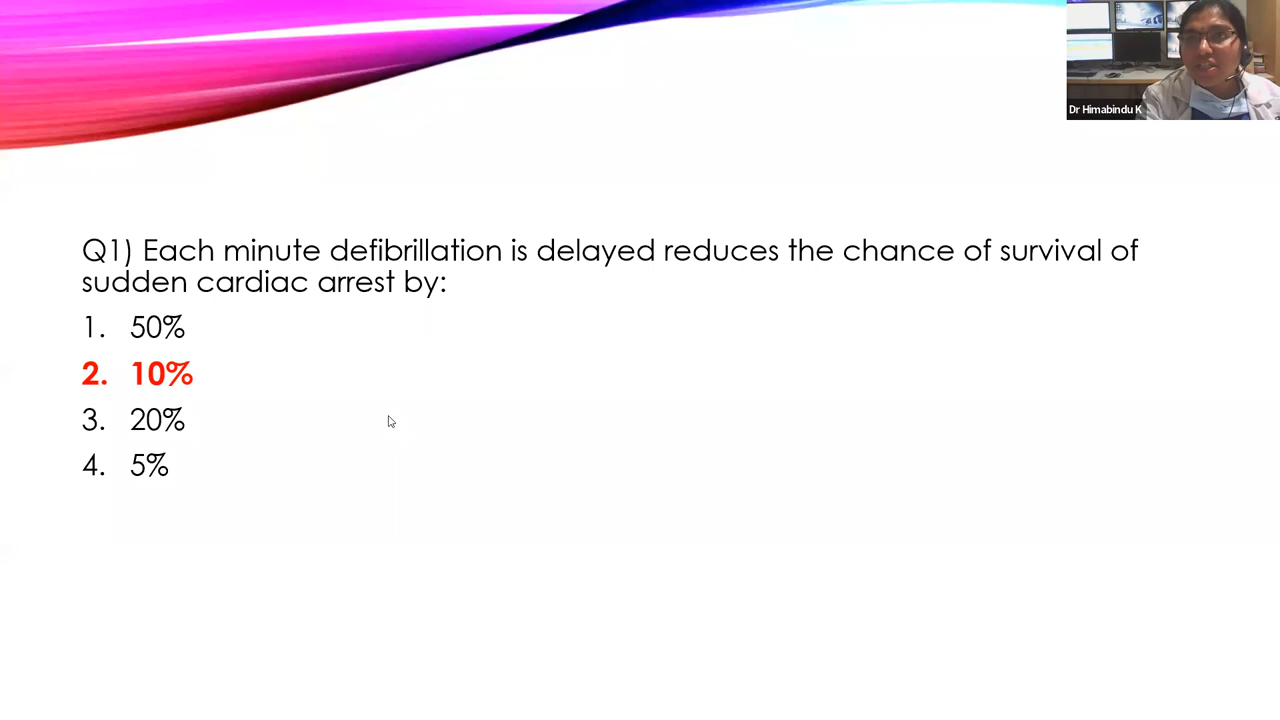 Dr Himabindu K
Q1) Each minute defibrillation is delayed reduces the chance of survival of
sudden cardiac arrest by:
1. 50%
2. 10%
3. 20%
4. 5%